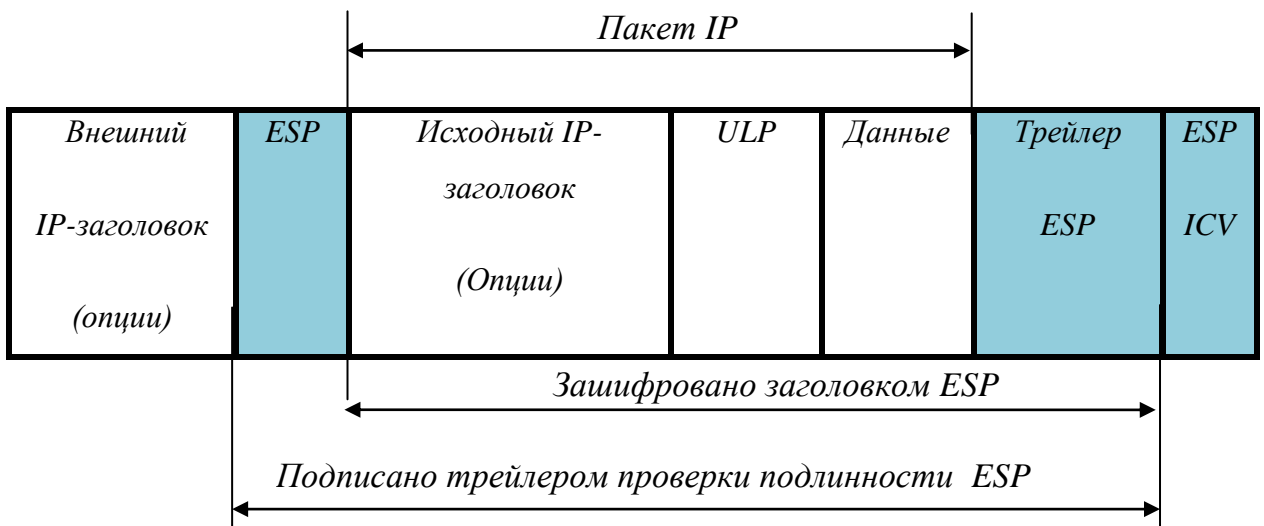 Пакет IP
Внешний
IP-заголовок
(опции)
ESP
Исходный IP-
заголовок
(Опции)
ULP
Данные
Трейлер
ESP
ESP
ICV
Зашифровано заголовком ESP
Подписано трейлером проверки подлинности ESP